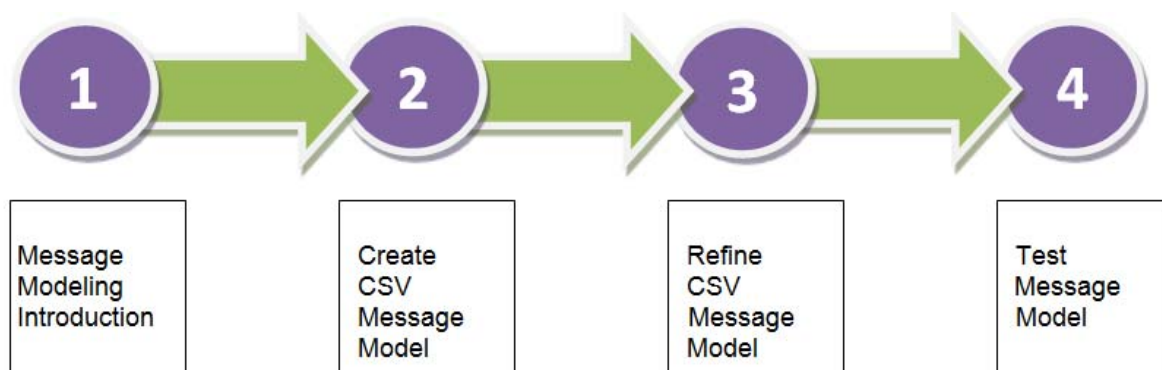 1
2
3
4
Message
Modeling
Introduction
Create
CSV
Message
Model
Refine
CSV
Message
Model
Test
Message
Model